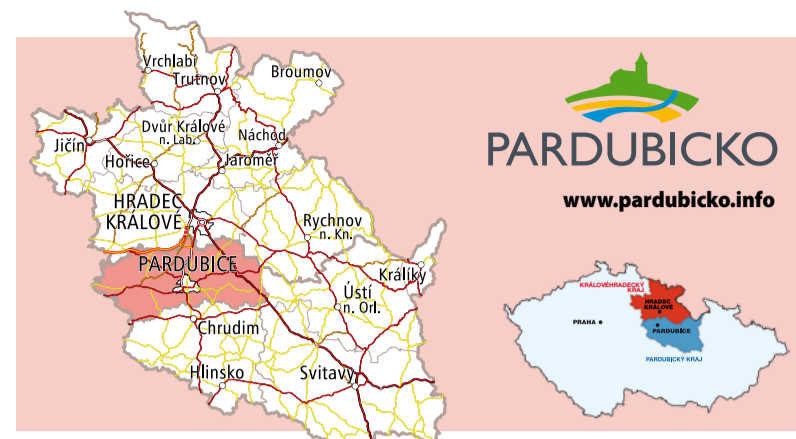 Vrchlabí
Trutnov
Broumov
Jičín
Dvůr Králové
n. Lab.
Náchod
Hořice
Jaroměř
HRADEC
KRÁLOVÉ
Rychnov
n. Kn.
PARDUBICE
Králíky
Ústí
n. Orl.
Chrudim
Hlinsko
Svitavy
PARDUBICKO
www.pardubicko.info
KRÁLOVÉHRADECKÝ
KRAJ
HRADEC
KRÁLOVÉ
PRAHA
PARDUBICE
PARDUBICKÝ KRAJ